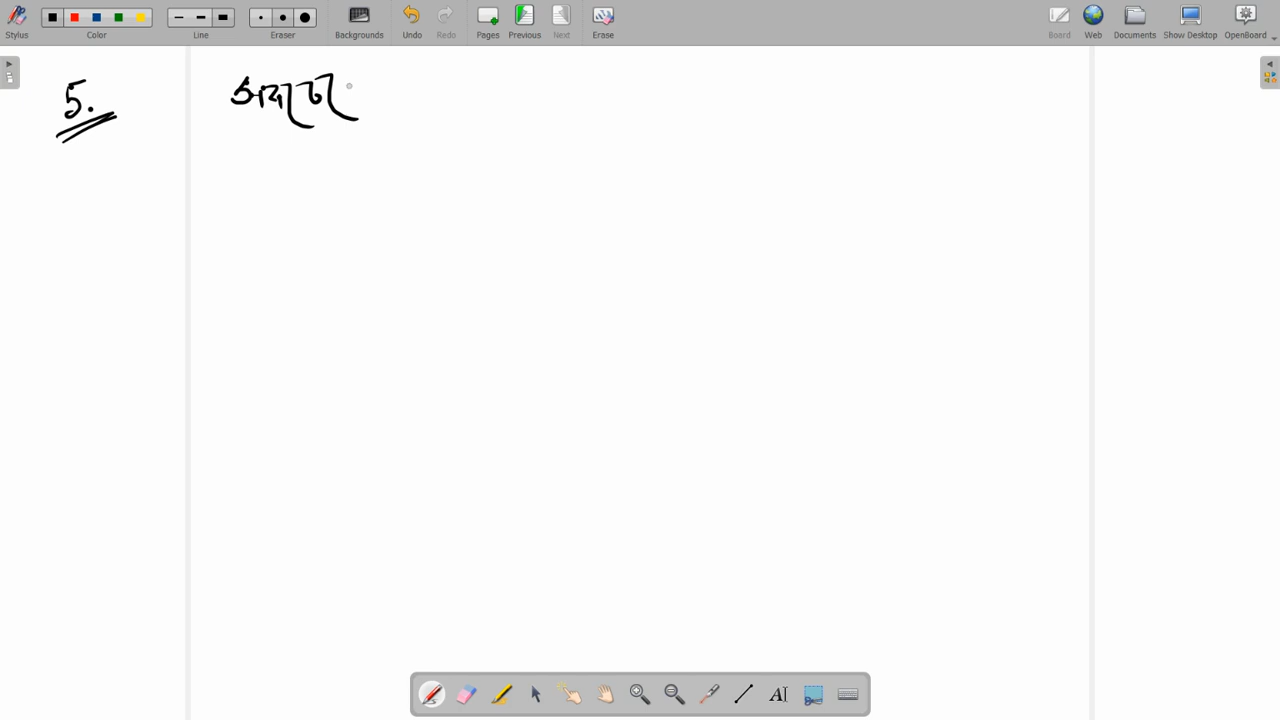 Stylus
Color
Line
Eraser
Backgrounds
Undo
Redo
Pages
Previous
Next
Erase
Board
Web
Documents
Show Desktop
OpenBoard
5.